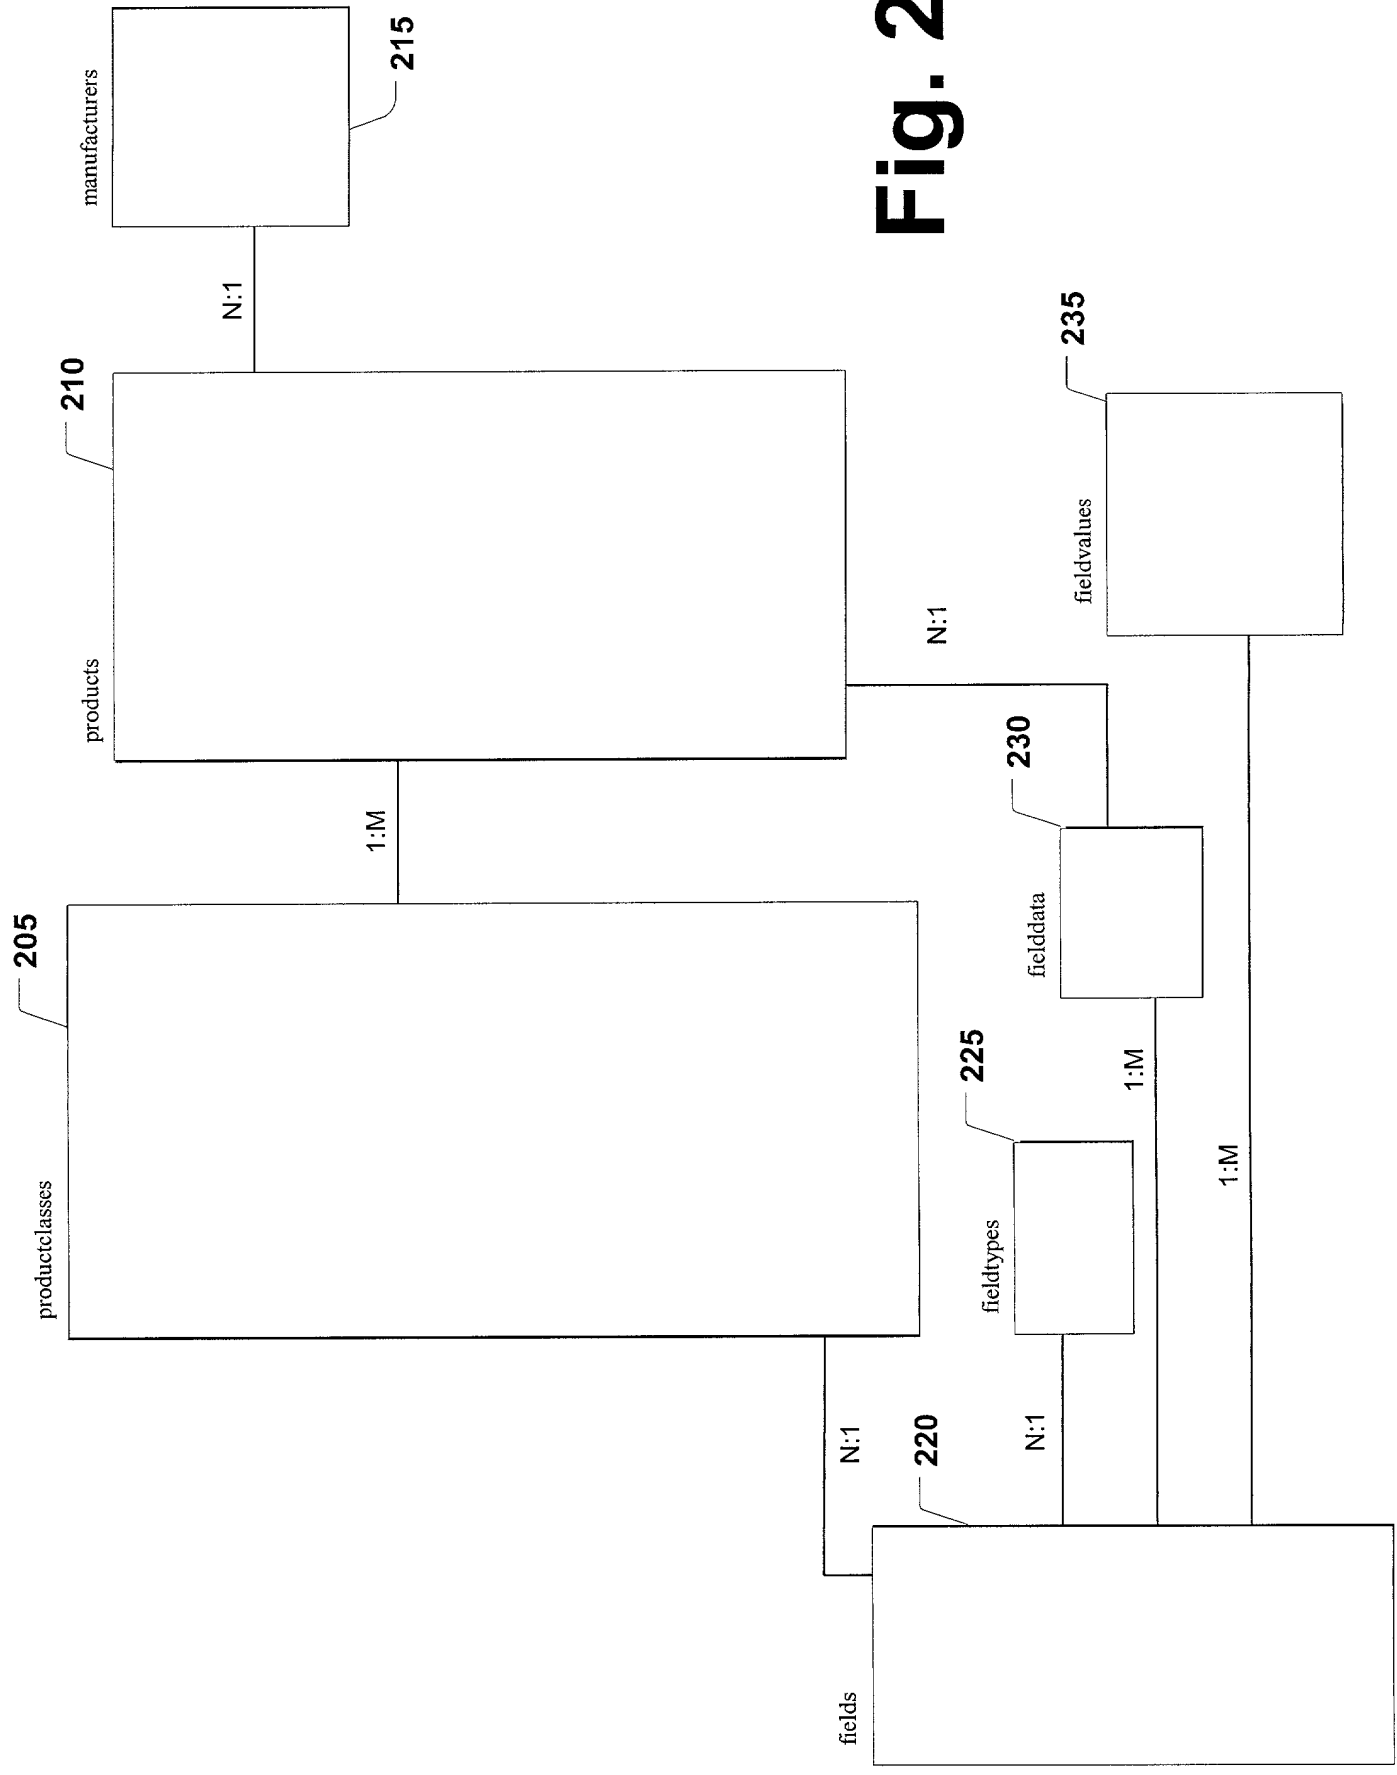 205
productclasses
1:M
210
products
N:1
manufacturers
215
N:1
220
fields
N:1
225
fieldtypes
1:M
230
fielddata
N:1
1:M
235
fieldvalues
Fig. 2